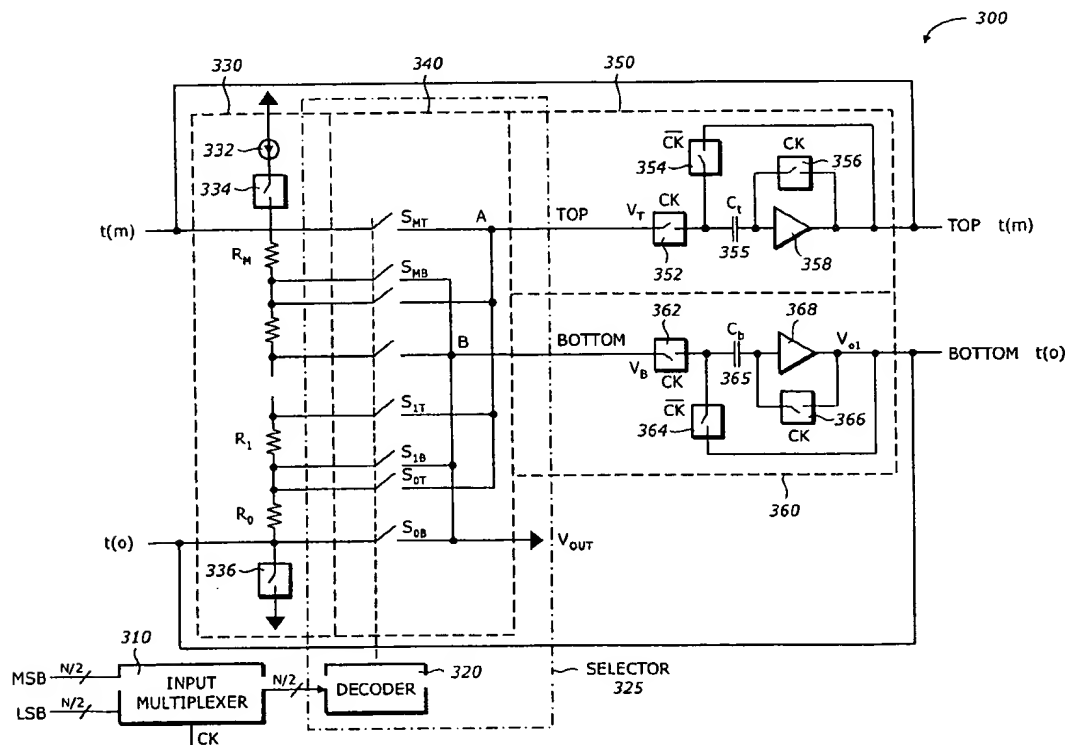 300
330
340
350
332
334
t(m)
R_M
S_MT
A
TOP
V_T
CK
352
C̅K̅
354
C_t
355
CK
356
358
TOP t(m)
S_MB
B
BOTTOM
V_B
362
CK
C̅K̅
364
C_b
365
368
V_o1
366
CK
BOTTOM t(o)
360
S_1T
R_1
S_1B
S_0T
R_0
t(o)
S_0B
V_OUT
336
310
MSB
N/2
LSB
N/2
INPUT
MULTIPLEXER
CK
N/2
320
DECODER
SELECTOR
325